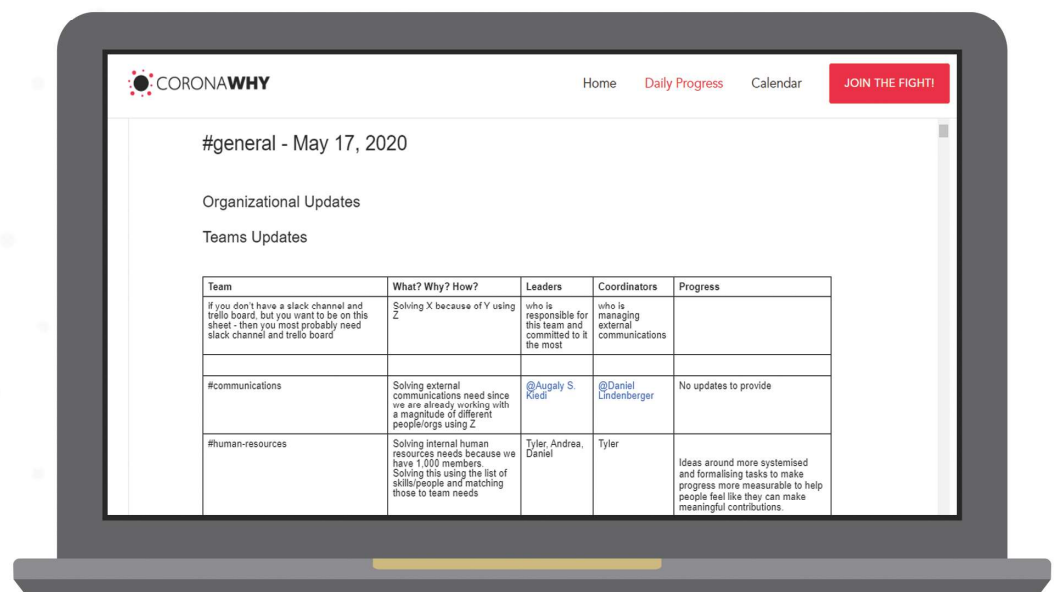 CORONAWHY
Home Daily Progress Calendar JOIN THE FIGHT!
#general - May 17, 2020
Organizational Updates
Teams Updates
Team What? Why? How? Leaders Coordinators Progress
if you don't have a slack channel and
trello board, but you want to be on this
sheet - then you most probably need
slack channel and trello board
Solving X because of Y using
Z
who is
responsible for
this team and
committed to it
the most
who is
managing
external
communications
#communications
Solving external
communications need since
we are already working with
a magnitude of different
people/orgs using Z
@Augaly S.
Kiedi
@Daniel
Lindenberger
No updates to provide
#human-resources
Solving internal human
resources needs because we
have 1,000 members.
Solving this using the list of
skills/people and matching
those to team needs
Tyler, Andrea,
Daniel
Tyler
Ideas around more systemised
and formalising tasks to make
progress more measurable to help
people feel like they can make
meaningful contributions.